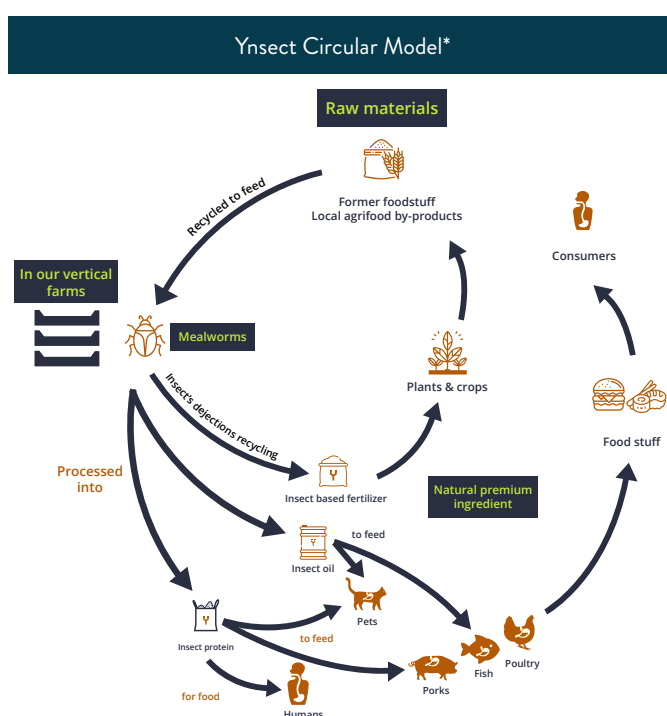 Ynsect Circular Model*
Raw materials
Recycled to feed
Former foodstuff
Local agrifood by-products
Consumers
In our vertical
farms
Mealworms
Plants & crops
Insect's dejections recycling
Food stuff
Processed
into
Insect based fertilizer
Y
Natural premium
ingredient
to feed
Y
Insect oil
Pets
Y
Insect protein
to feed
Porks
Fish
Poultry
for food
Humans